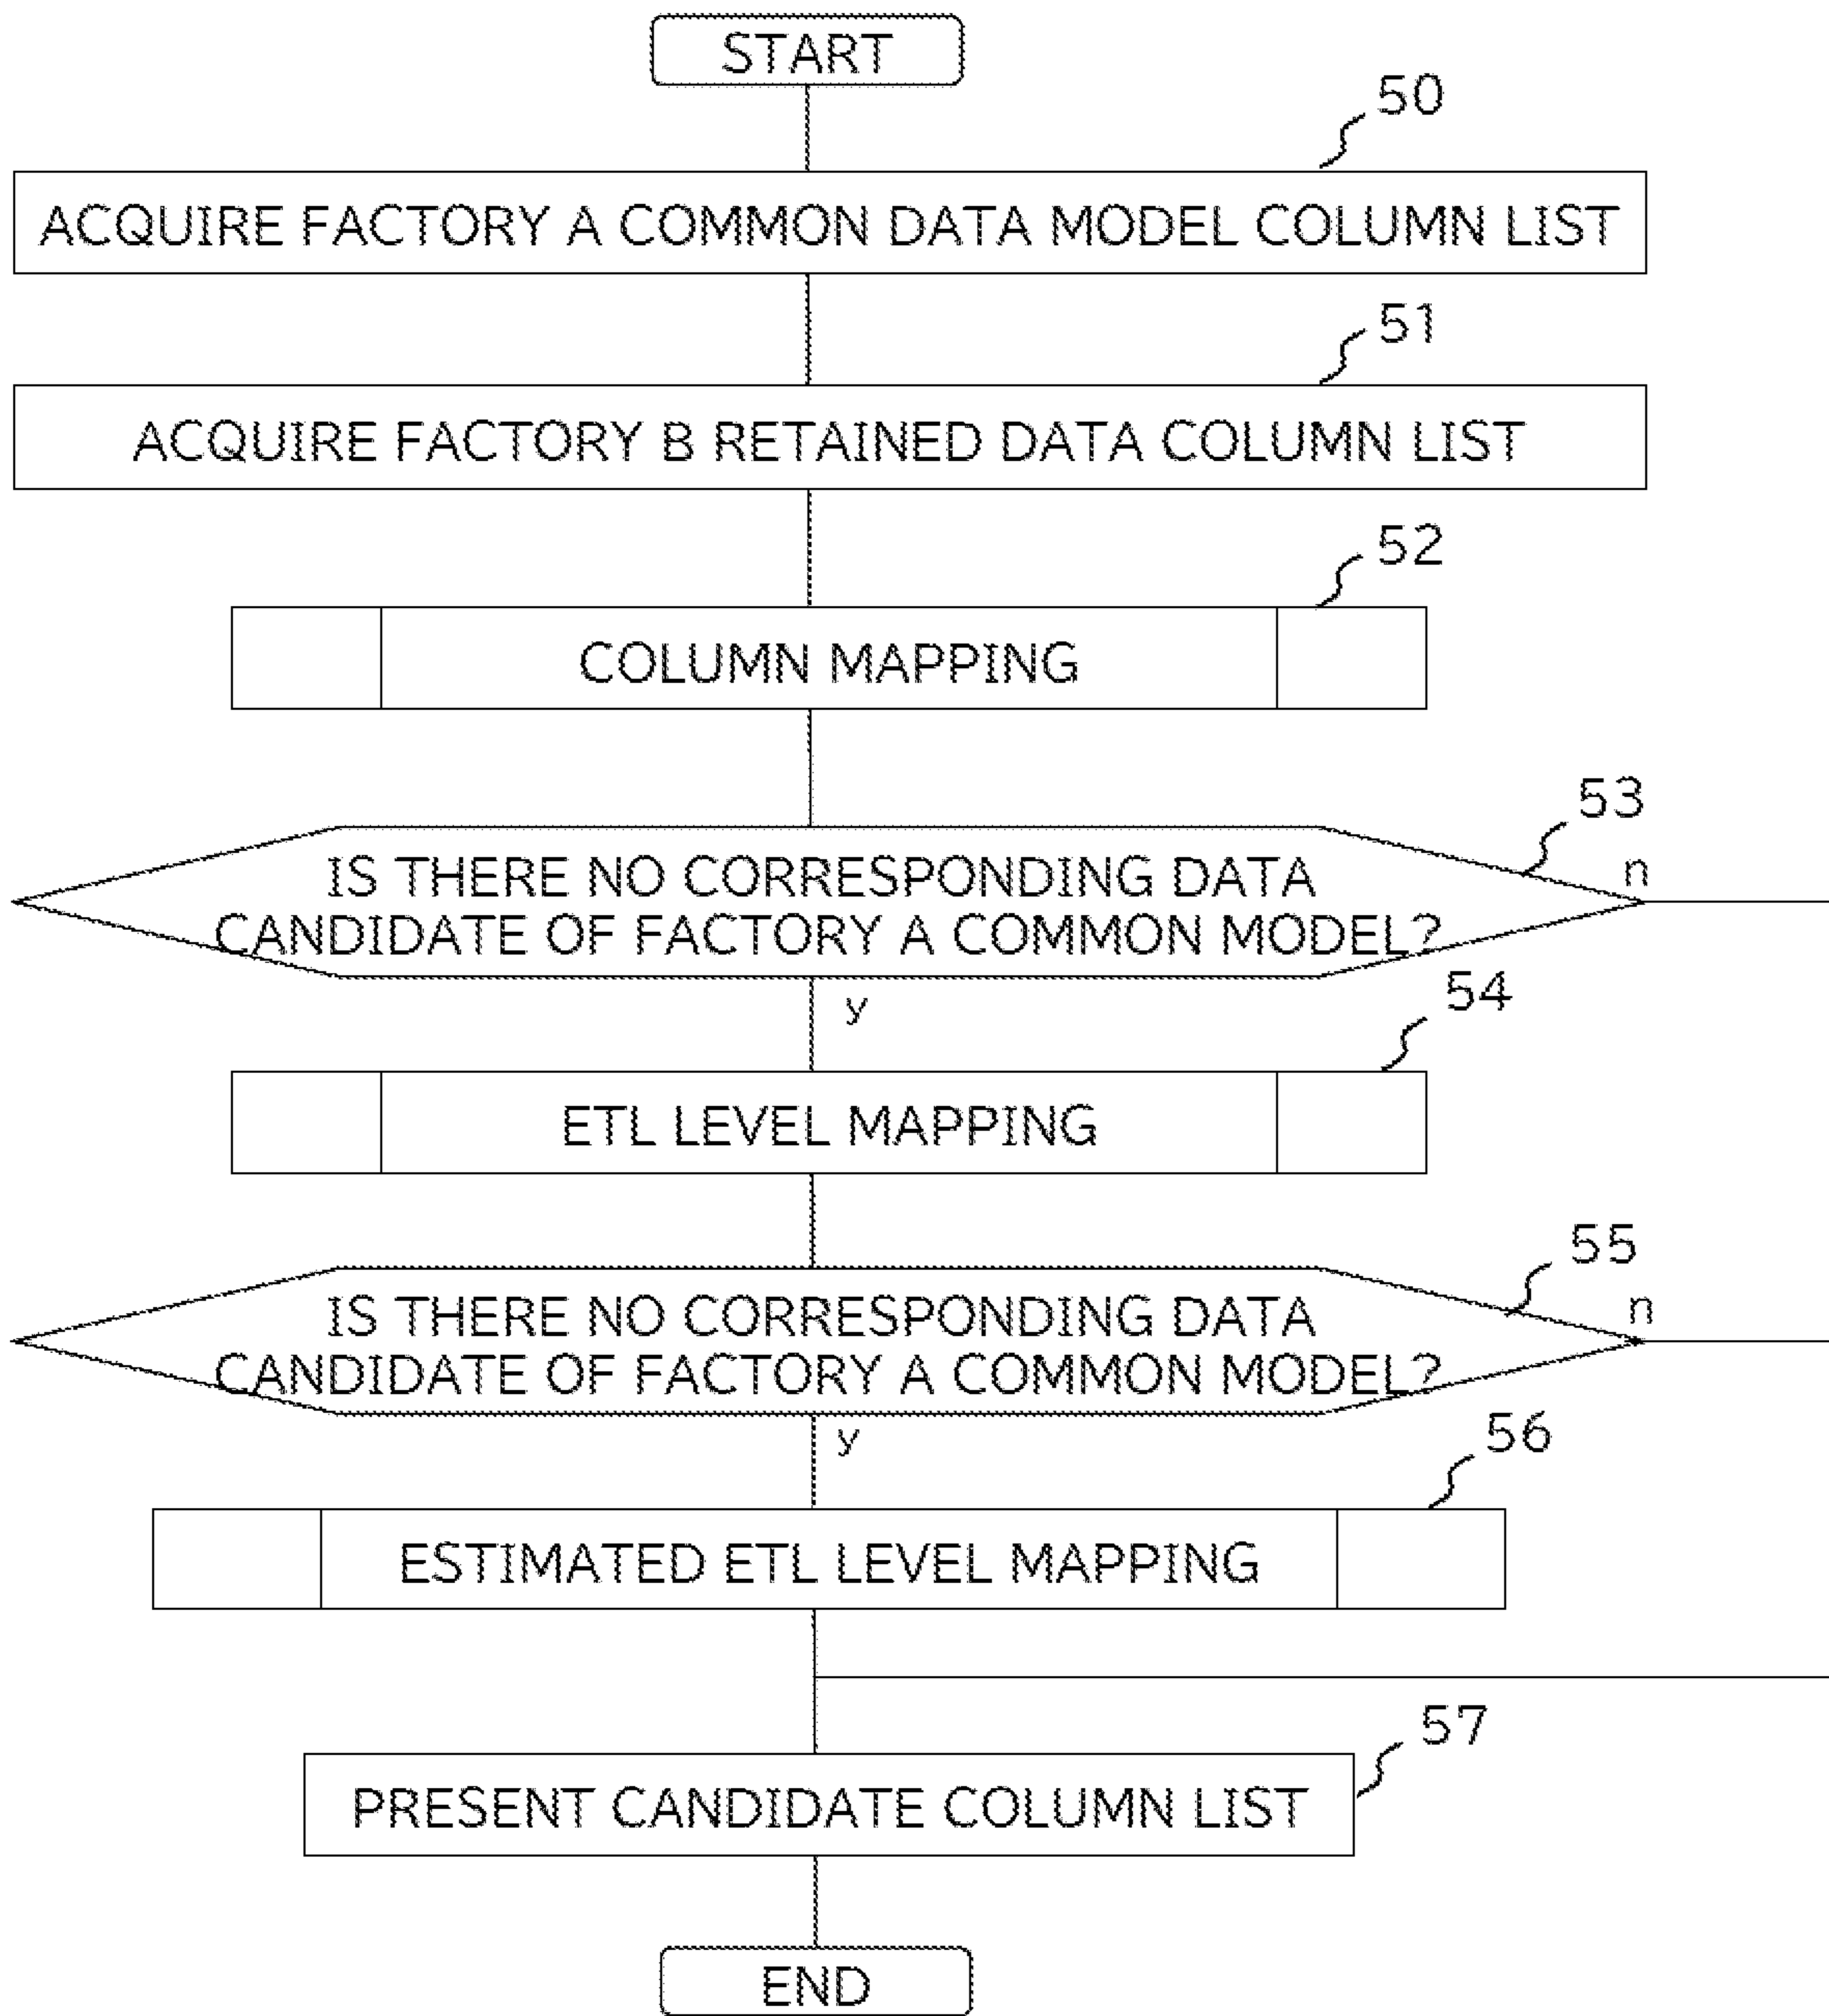 START
50
ACQUIRE FACTORY A COMMON DATA MODEL COLUMN LIST
51
ACQUIRE FACTORY B RETAINED DATA COLUMN LIST
52
COLUMN MAPPING
53
IS THERE NO CORRESPONDING DATA
n
CANDIDATE OF FACTORY A COMMON MODEL?
y
54
ETL LEVEL MAPPING
55
IS THERE NO CORRESPONDING DATA
n
CANDIDATE OF FACTORY A COMMON MODEL?
y
56
ESTIMATED ETL LEVEL MAPPING
57
PRESENT CANDIDATE COLUMN LIST
END